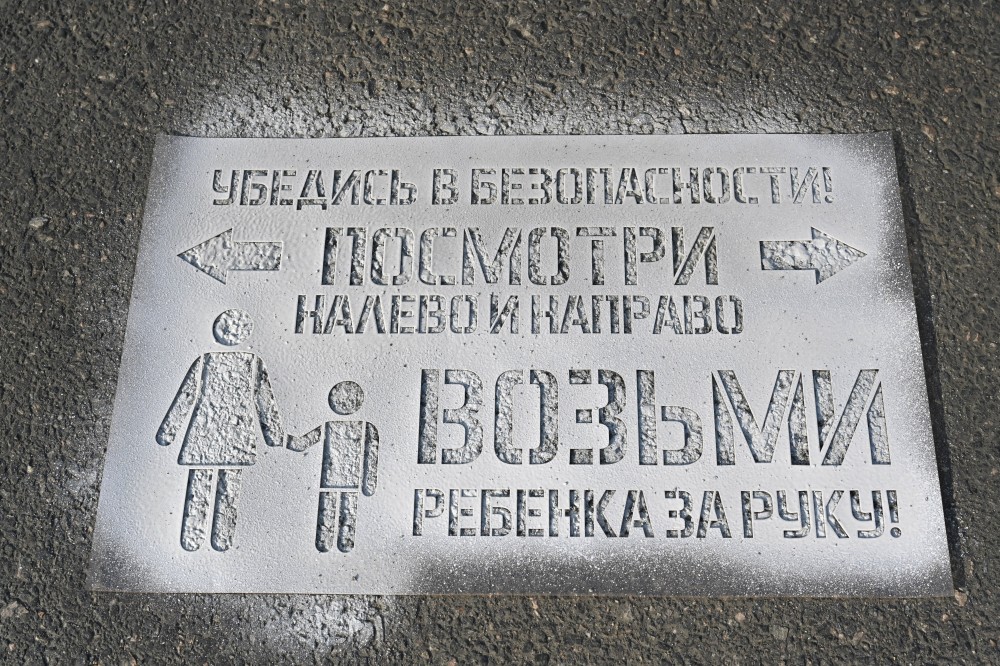 УБЕДИСЬ В БЕЗОПАСНОСТИ!
ПОСМОТРИ
НАЛЕВО И НАПРАВО
ВОЗЬМИ
РЕБЕНКА ЗА РУКУ!